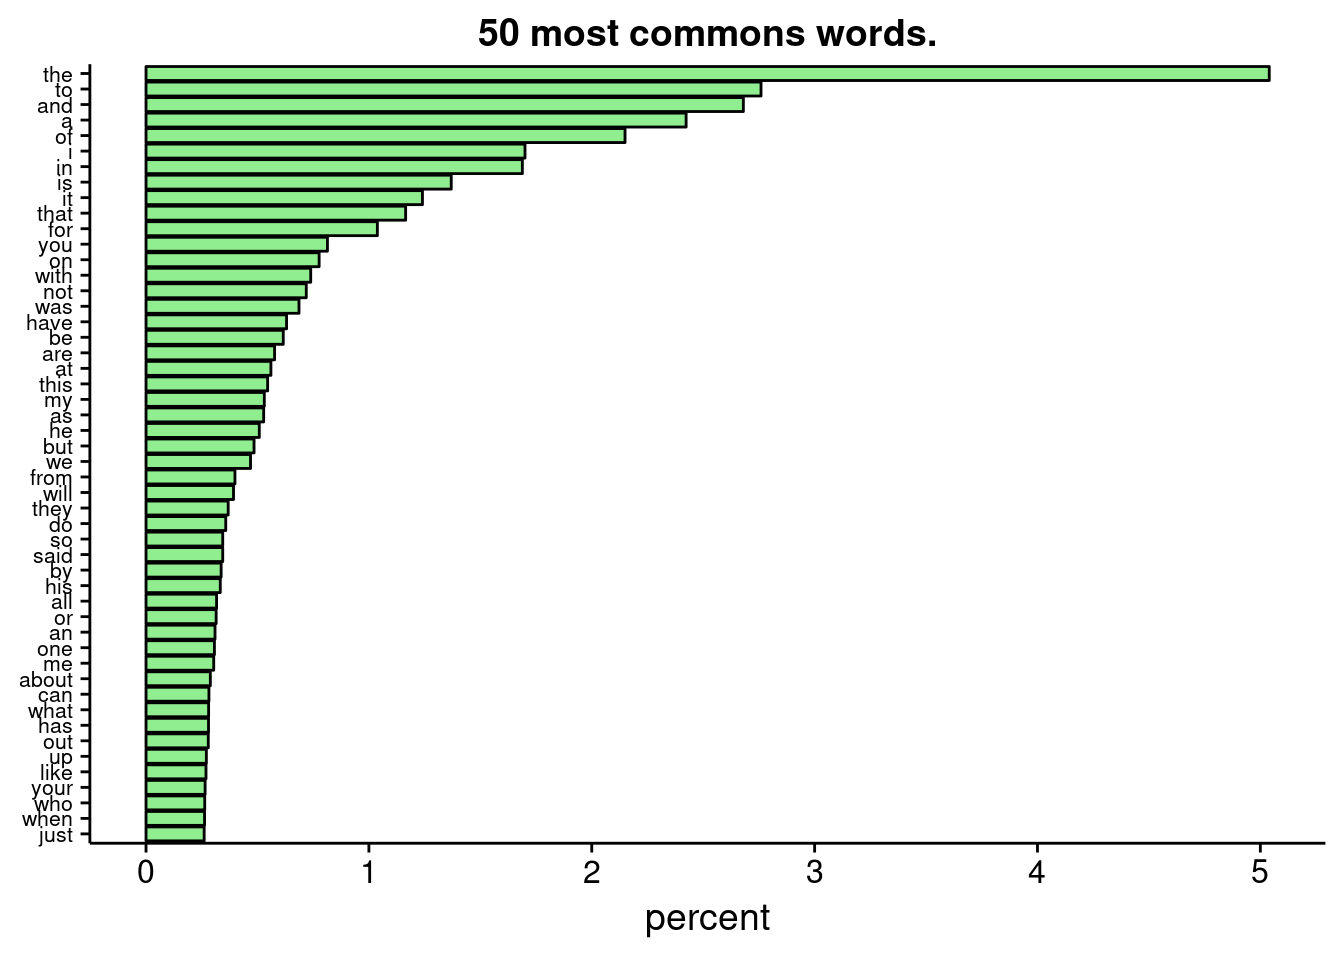 50 most commons words.
the
to
and
a
of
i
in
is
it
that
for
you
on
with
not
was
have
be
are
at
this
my
as
he
but
we
from
will
they
do
so
said
by
his
all
or
an
one
me
about
can
what
has
out
up
like
your
who
when
just
0 1 2 3 4 5
percent